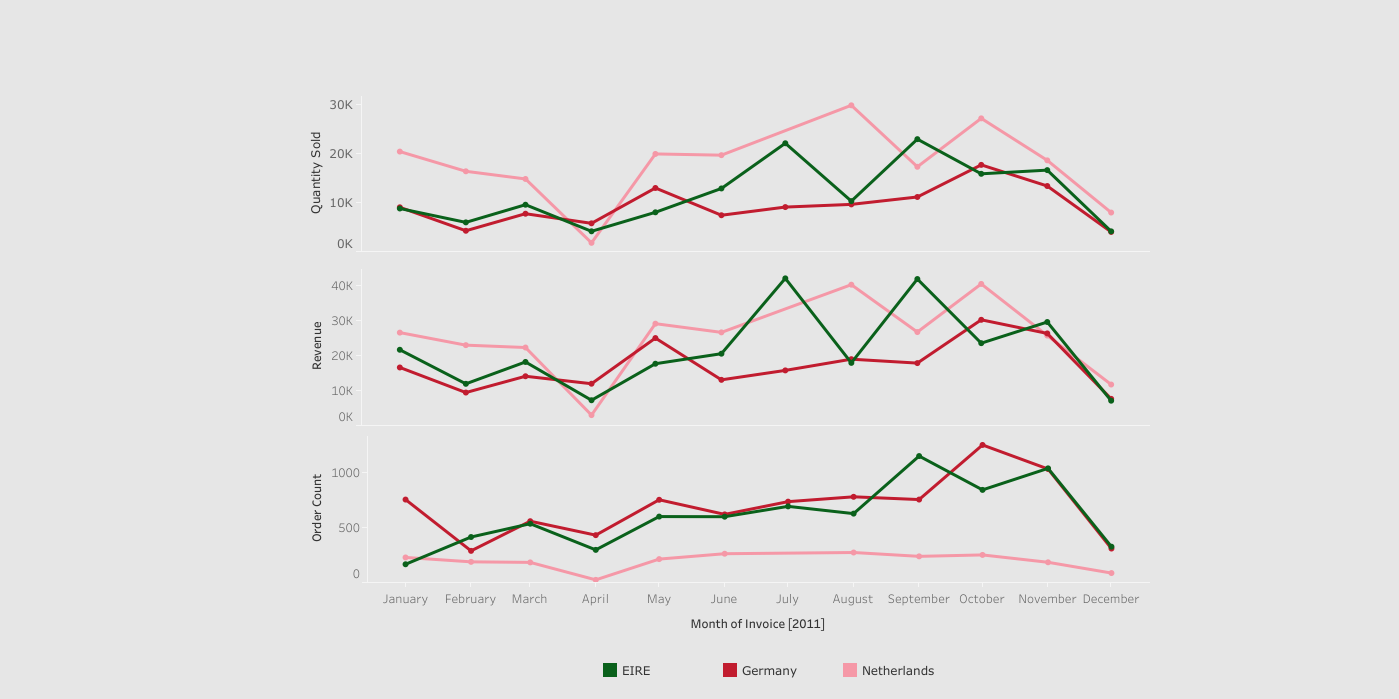 Quantity Sold
30K
20K
10K
0K
Revenue
40K
30K
20K
10K
0K
Order Count
1000
500
0
January February March April May June July August September October November December
Month of Invoice [2011]
EIRE Germany Netherlands